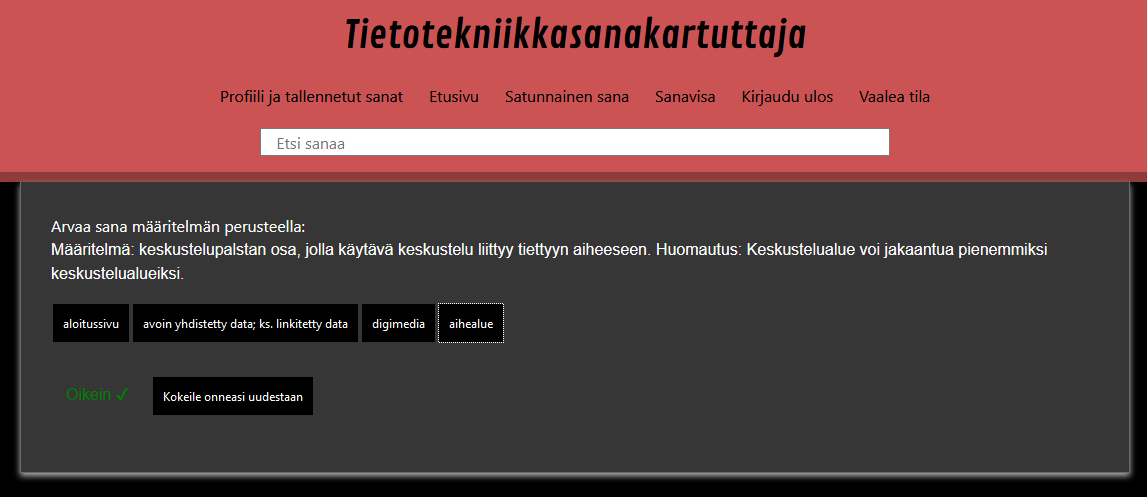 Tietotekniikkasanakartuttaja
Profiili ja tallennetut sanat Etusivu Satunnainen sana Sanavisa Kirjaudu ulos Vaalea tila
Etsi sanaa
Arvaa sana määritelmän perusteella:
Määritelmä: keskustelupalstan osa, jolla käytävä keskustelu liittyy tiettyyn aiheeseen. Huomautus: Keskustelualue voi jakaantua pienemmiksi
keskustelualueiksi.
aloitussivu avoin yhdistetty data; ks. linkitetty data digimedia aihealue
Oikein ✔ Kokeile onneasi uudestaan